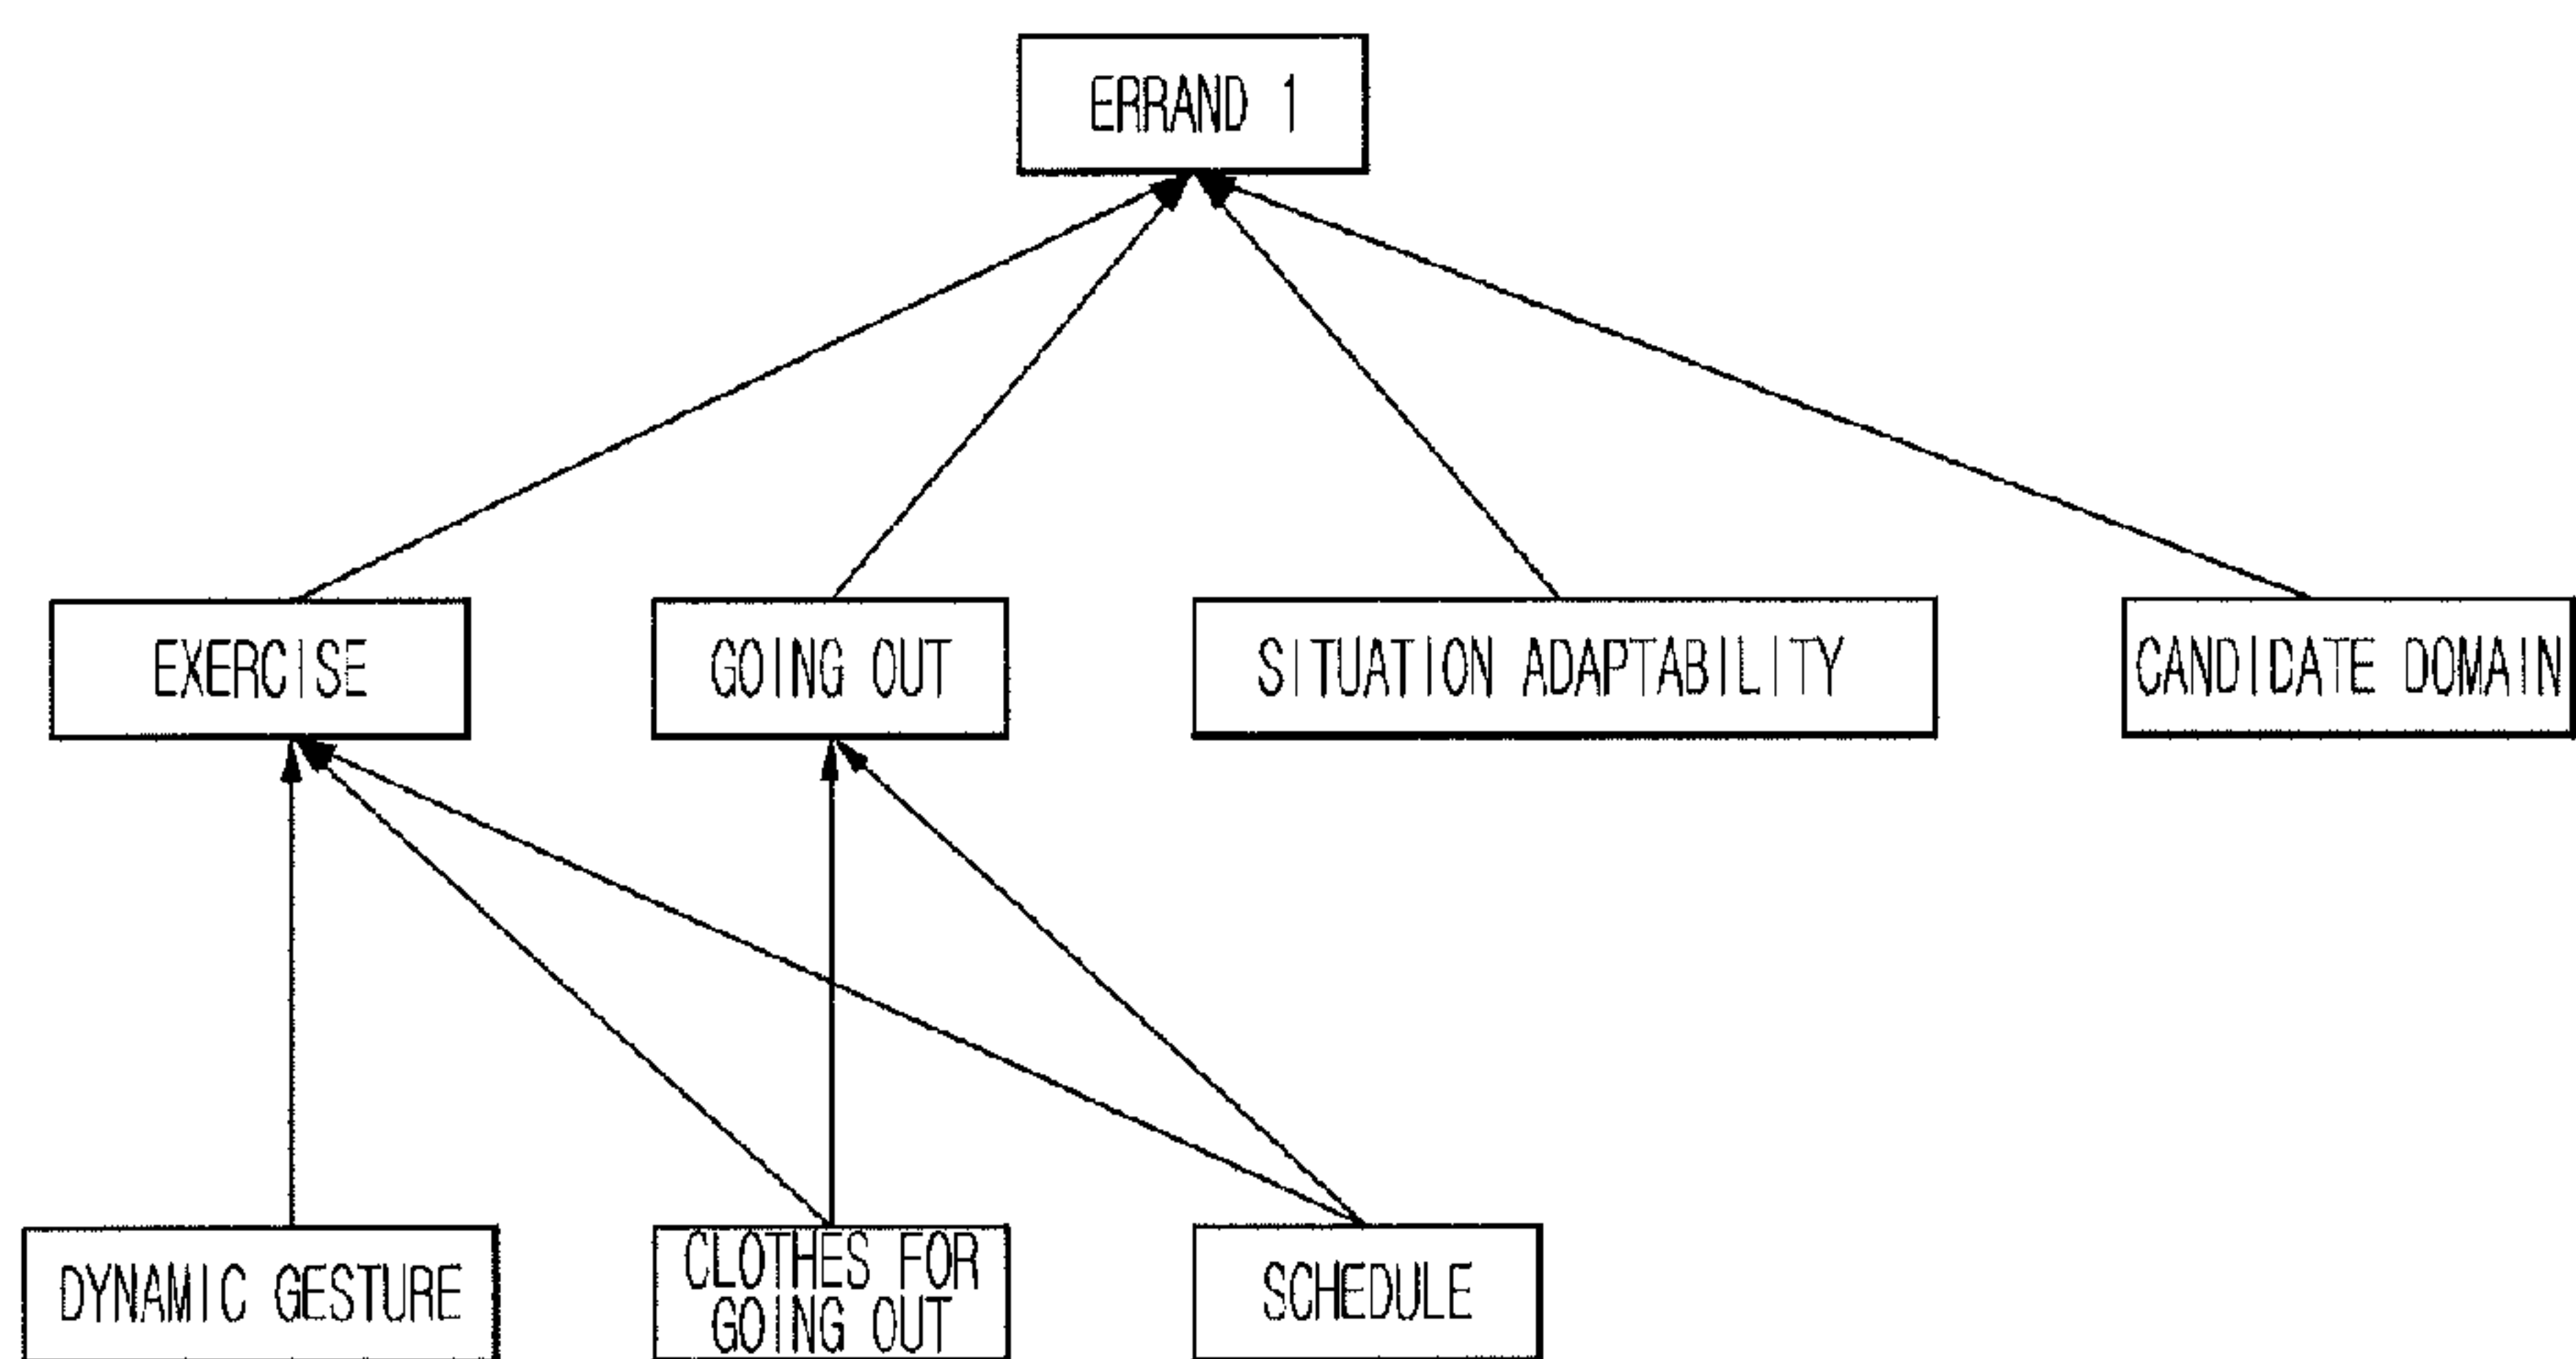 ERRAND 1
EXERCISE
GOING OUT
SITUATION ADAPTABILITY
CANDIDATE DOMAIN
DYNAMIC GESTURE
CLOTHES FOR
GOING OUT
SCHEDULE